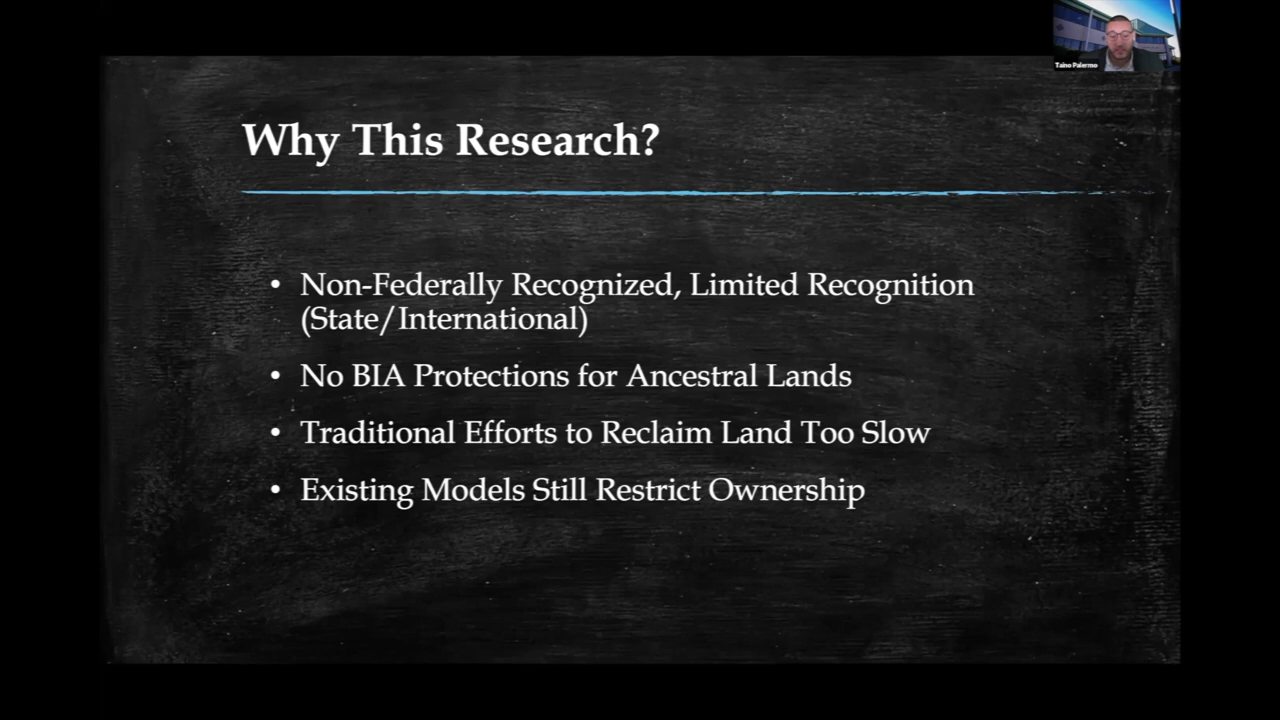 Taino Palermo
Why This Research?
• Non-Federally Recognized, Limited Recognition
(State/International)
• No BIA Protections for Ancestral Lands
• Traditional Efforts to Reclaim Land Too Slow
• Existing Models Still Restrict Ownership